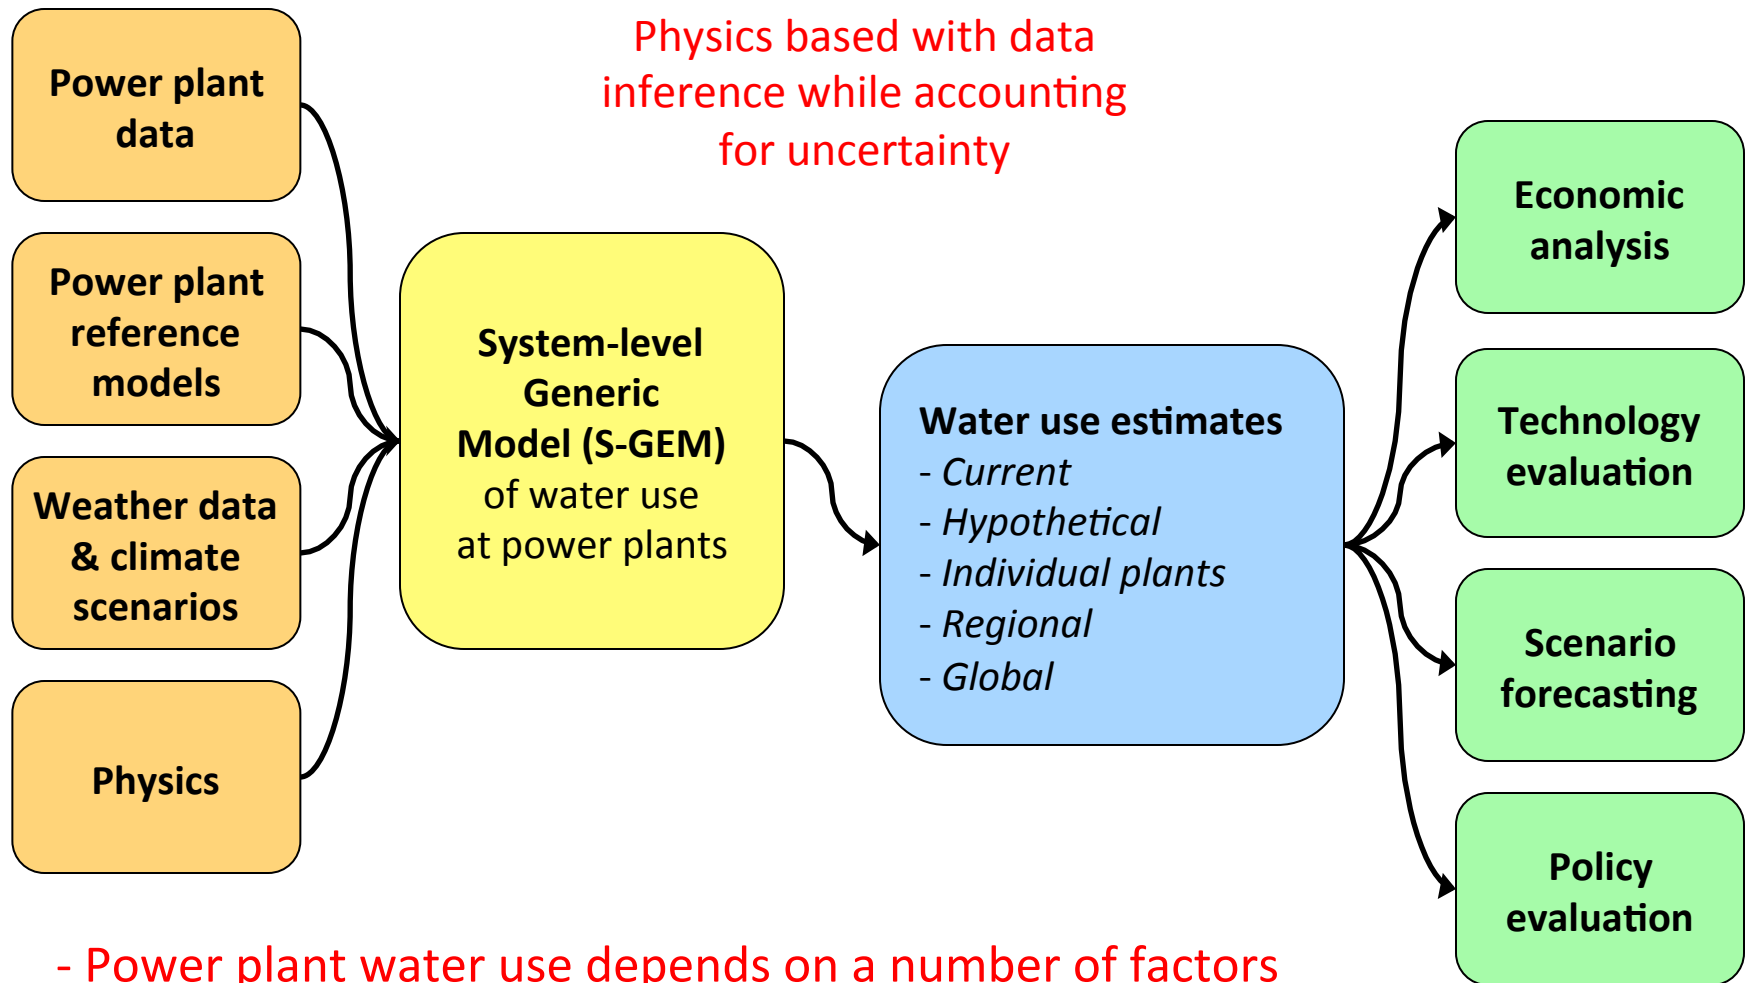 Power plant
data
Power plant
reference
models
Weather data
& climate
scenarios
Physics
Physics based with data
inference while accounting
for uncertainty
System-level
Generic
Model (S-GEM)
of water use
at power plants
Water use estimates
- Current
- Hypothetical
- Individual plants
- Regional
- Global
Economic
analysis
Technology
evaluation
Scenario
forecasting
Policy
evaluation
- Power plant water use depends on a number of factors